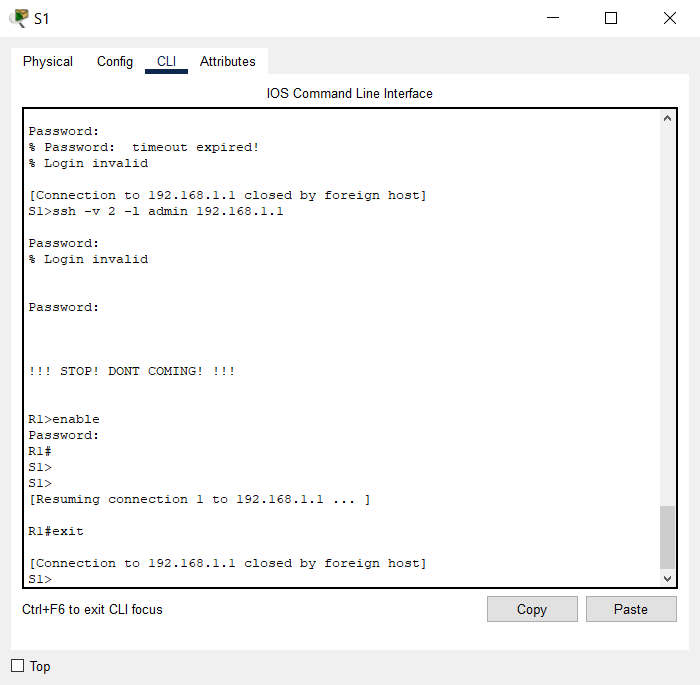 S1
Physical Config CLI Attributes
IOS Command Line Interface
Password:
% Password:  timeout expired!
% Login invalid
[Connection to 192.168.1.1 closed by foreign host]
S1>ssh -v 2 -l admin 192.168.1.1
Password:
% Login invalid
Password:
!!! STOP! DONT COMING! !!!
R1>enable
Password:
R1#
S1>
S1>
[Resuming connection 1 to 192.168.1.1 ... ]
R1#exit
[Connection to 192.168.1.1 closed by foreign host]
S1>
Ctrl+F6 to exit CLI focus
Copy Paste
Top